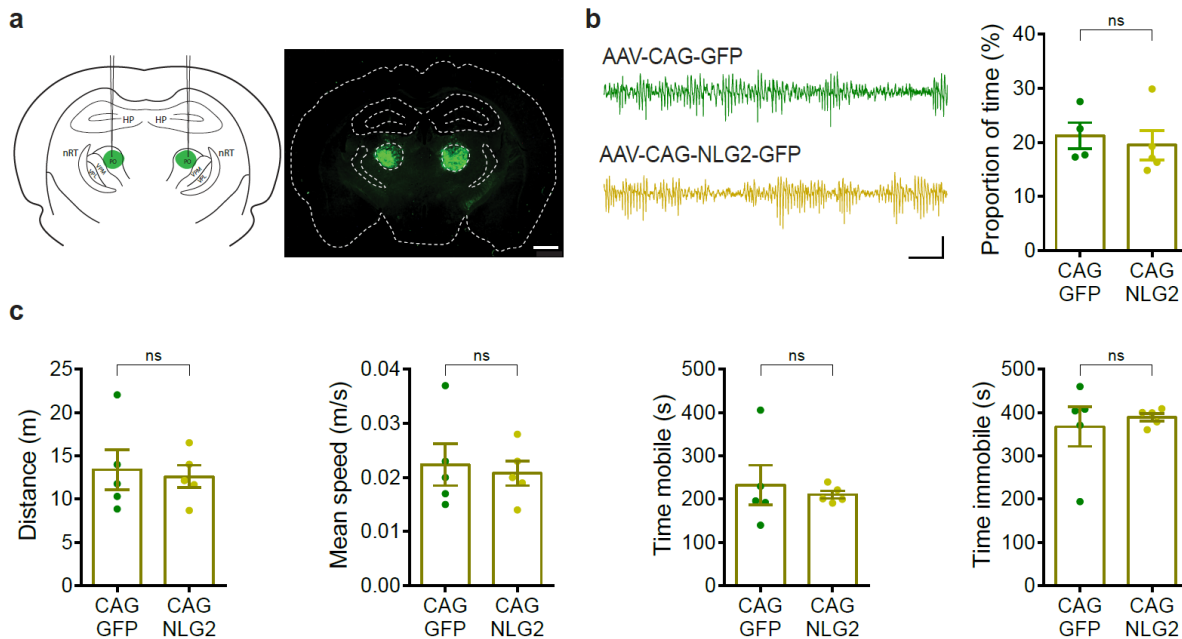 a
HP HP
nRT nRT
PO PO
VPM VPM
VPL VPL
b
AAV-CAG-GFP
AAV-CAG-NLG2-GFP
ns
Proportion of time (%)
40
30
20
10
0
CAG GFP
CAG NLG2
c
ns
Distance (m)
25
20
15
10
5
0
CAG GFP
CAG NLG2
ns
Mean speed (m/s)
0.04
0.03
0.02
0.01
0.00
CAG GFP
CAG NLG2
ns
Time mobile (s)
500
400
300
200
100
0
CAG GFP
CAG NLG2
ns
Time immobile (s)
500
400
300
200
100
0
CAG GFP
CAG NLG2